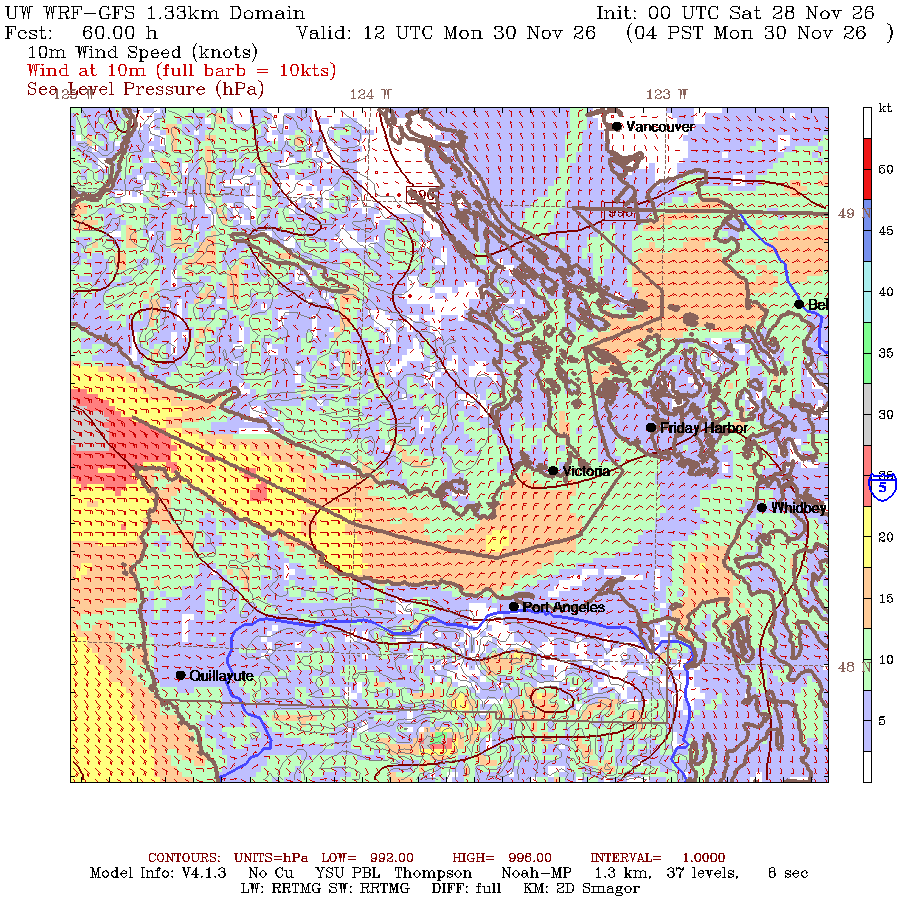 UW WRF-GFS 1.33km Domain Init: 00 UTC Sat 28 Nov 26
Fcst: 60.00 h Valid: 12 UTC Mon 30 Nov 26 (04 PST Mon 30 Nov 26 )
10m Wind Speed (knots)
Wind at 10m (full barb = 10kts)
Sea Level Pressure (hPa)
125 W 124 W 123 W
kt
Vancouver
60
49 N
45
40
Bel
35
30
Friday Harbor
25
Victoria
5
Whidbey
20
15
Port Angeles
48 N
10
Quillayute
5
CONTOURS: UNITS=hPa LOW= 992.00 HIGH= 996.00 INTERVAL= 1.0000
Model Info: V4.1.3 No Cu YSU PBL Thompson Noah-MP 1.3 km, 37 levels, 8 sec
LW: RRTMG SW: RRTMG DIFF: full KM: 2D Smagor